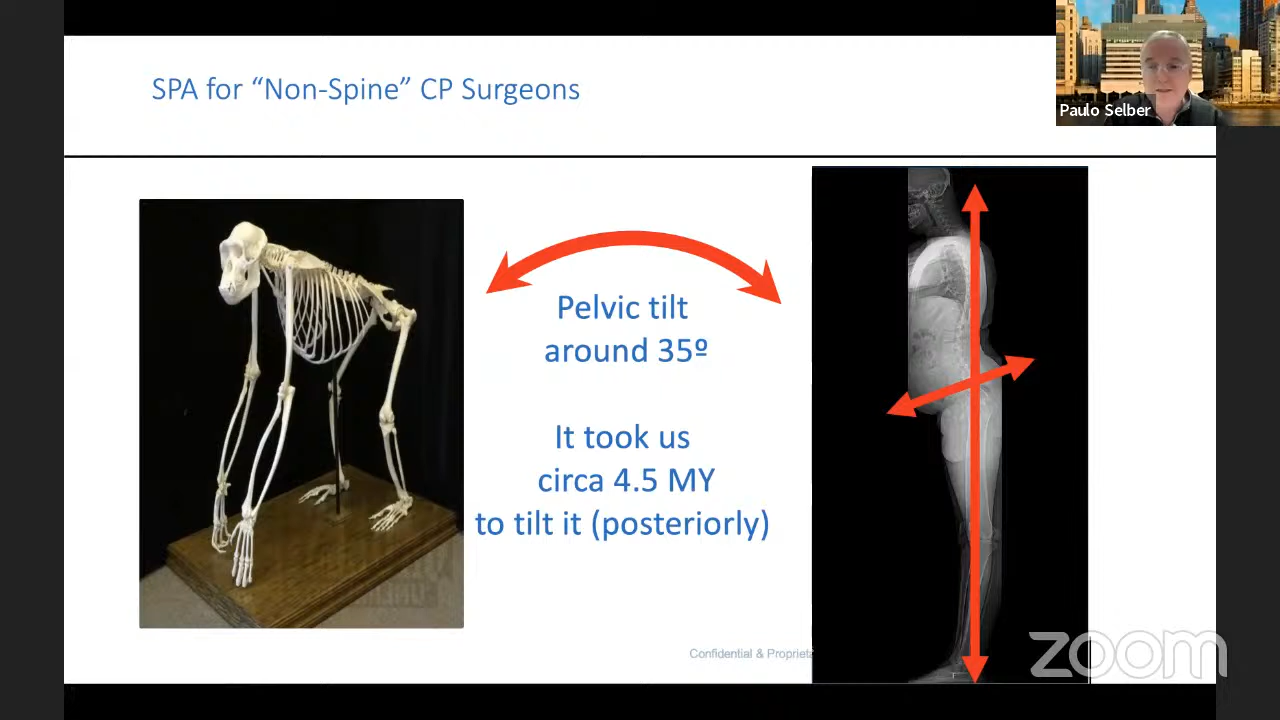 SPA for “Non-Spine” CP Surgeons
Paulo Selber
Pelvic tilt
around 35º
It took us
circa 4.5 MY
to tilt it (posteriorly)
Confidential &
zoom